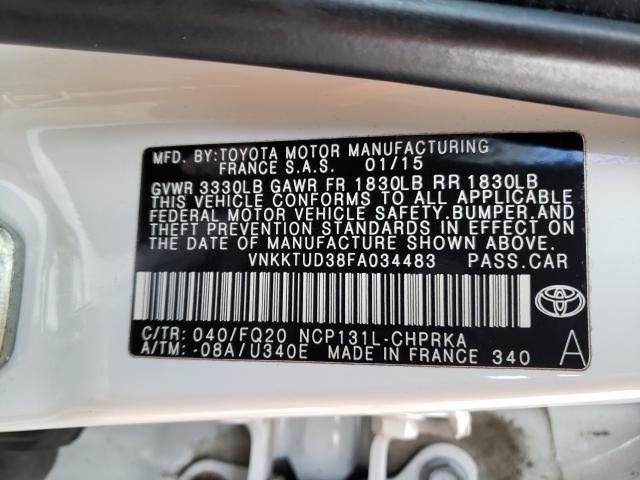 MFD. BY:TOYOTA MOTOR MANUFACTURING
FRANCE S.A.S. 01/15
GVWR 3330LB GAWR FR 1830LB RR 1830LB
THIS VEHICLE CONFORMS TO ALL APPLICABLE
FEDERAL MOTOR VEHICLE SAFETY, BUMPER, AND
THEFT PREVENTION STANDARDS IN EFFECT ON
THE DATE OF MANUFACTURE SHOWN ABOVE.
VNKKTUD38FA034483 PASS.CAR
C/TR: 040/FQ20 NCP131L-CHPRKA
A/TM: -08A/U340E MADE IN FRANCE 340 A